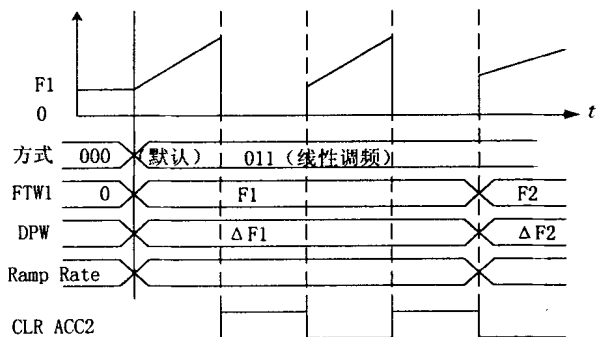 F1
0
t
方式 000 (默认) 011 (线性调频)
FTW1 0 F1 F2
DPW ΔF1 ΔF2
Ramp Rate
CLR ACC2